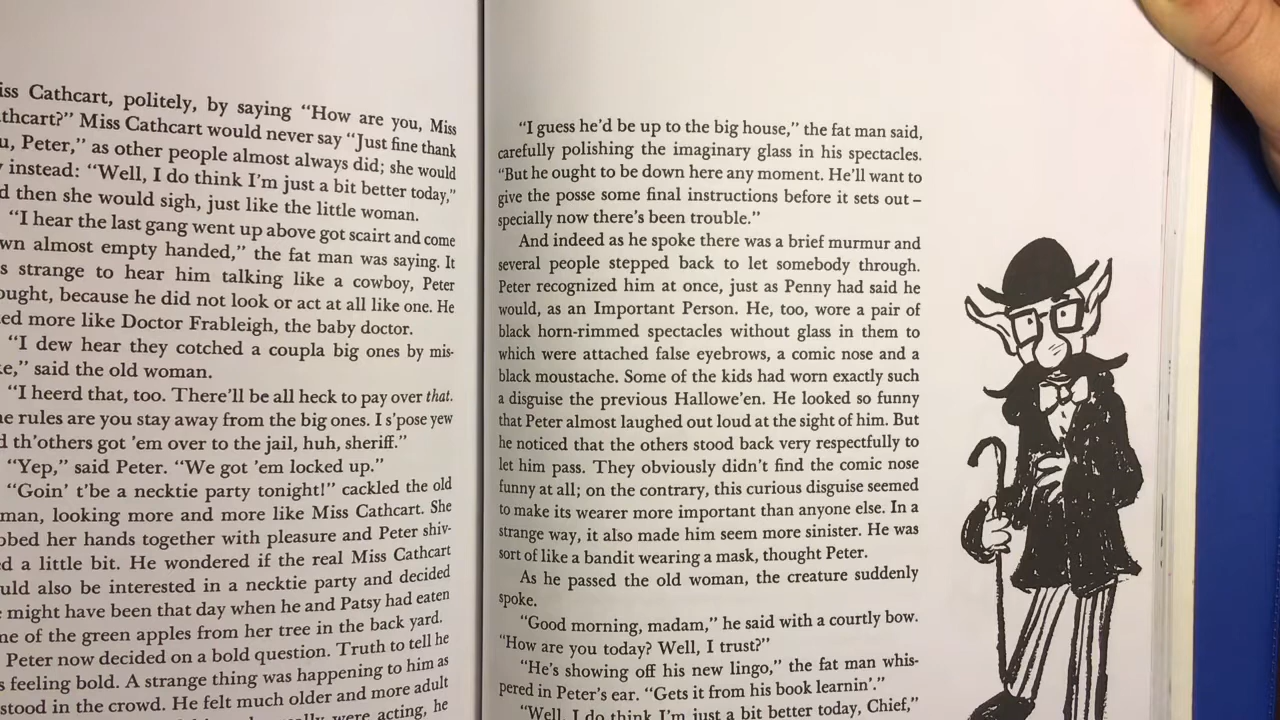 iss Cathcart, politely, by saying “How are you, Miss
thcart?” Miss Cathcart would never say “Just fine thank
u, Peter,” as other people almost always did; she would
instead: “Well, I do think I’m just a bit better today,”
d then she would sigh, just like the little woman.
“I hear the last gang went up above got scairt and come
wn almost empty handed,” the fat man was saying. It
s strange to hear him talking like a cowboy, Peter
ought, because he did not look or act at all like one. He
ed more like Doctor Frableigh, the baby doctor.
“I dew hear they cotched a coupla big ones by mis-
e,” said the old woman.
“I heerd that, too. There’ll be all heck to pay over that.
e rules are you stay away from the big ones. I s’pose yew
d th’others got ’em over to the jail, huh, sheriff.”
“Yep,” said Peter. “We got ’em locked up.”
“Goin’ t’be a necktie party tonight!” cackled the old
man, looking more and more like Miss Cathcart. She
bbed her hands together with pleasure and Peter shiv-
d a little bit. He wondered if the real Miss Cathcart
uld also be interested in a necktie party and decided
might have been that day when he and Patsy had eaten
ne of the green apples from her tree in the back yard.
Peter now decided on a bold question. Truth to tell he
s feeling bold. A strange thing was happening to him as
stood in the crowd. He felt much older and more adult
were acting, he
“I guess he’d be up to the big house,” the fat man said,
carefully polishing the imaginary glass in his spectacles.
“But he ought to be down here any moment. He’ll want to
give the posse some final instructions before it sets out –
specially now there’s been trouble.”
And indeed as he spoke there was a brief murmur and
several people stepped back to let somebody through.
Peter recognized him at once, just as Penny had said he
would, as an Important Person. He, too, wore a pair of
black horn-rimmed spectacles without glass in them to
which were attached false eyebrows, a comic nose and a
black moustache. Some of the kids had worn exactly such
a disguise the previous Hallowe’en. He looked so funny
that Peter almost laughed out loud at the sight of him. But
he noticed that the others stood back very respectfully to
let him pass. They obviously didn’t find the comic nose
funny at all; on the contrary, this curious disguise seemed
to make its wearer more important than anyone else. In a
strange way, it also made him seem more sinister. He was
sort of like a bandit wearing a mask, thought Peter.
As he passed the old woman, the creature suddenly
spoke.
“Good morning, madam,” he said with a courtly bow.
“How are you today? Well, I trust?”
“He’s showing off his new lingo,” the fat man whis-
pered in Peter’s ear. “Gets it from his book learnin’.”
“Well, I do think I’m just a bit better today, Chief,”